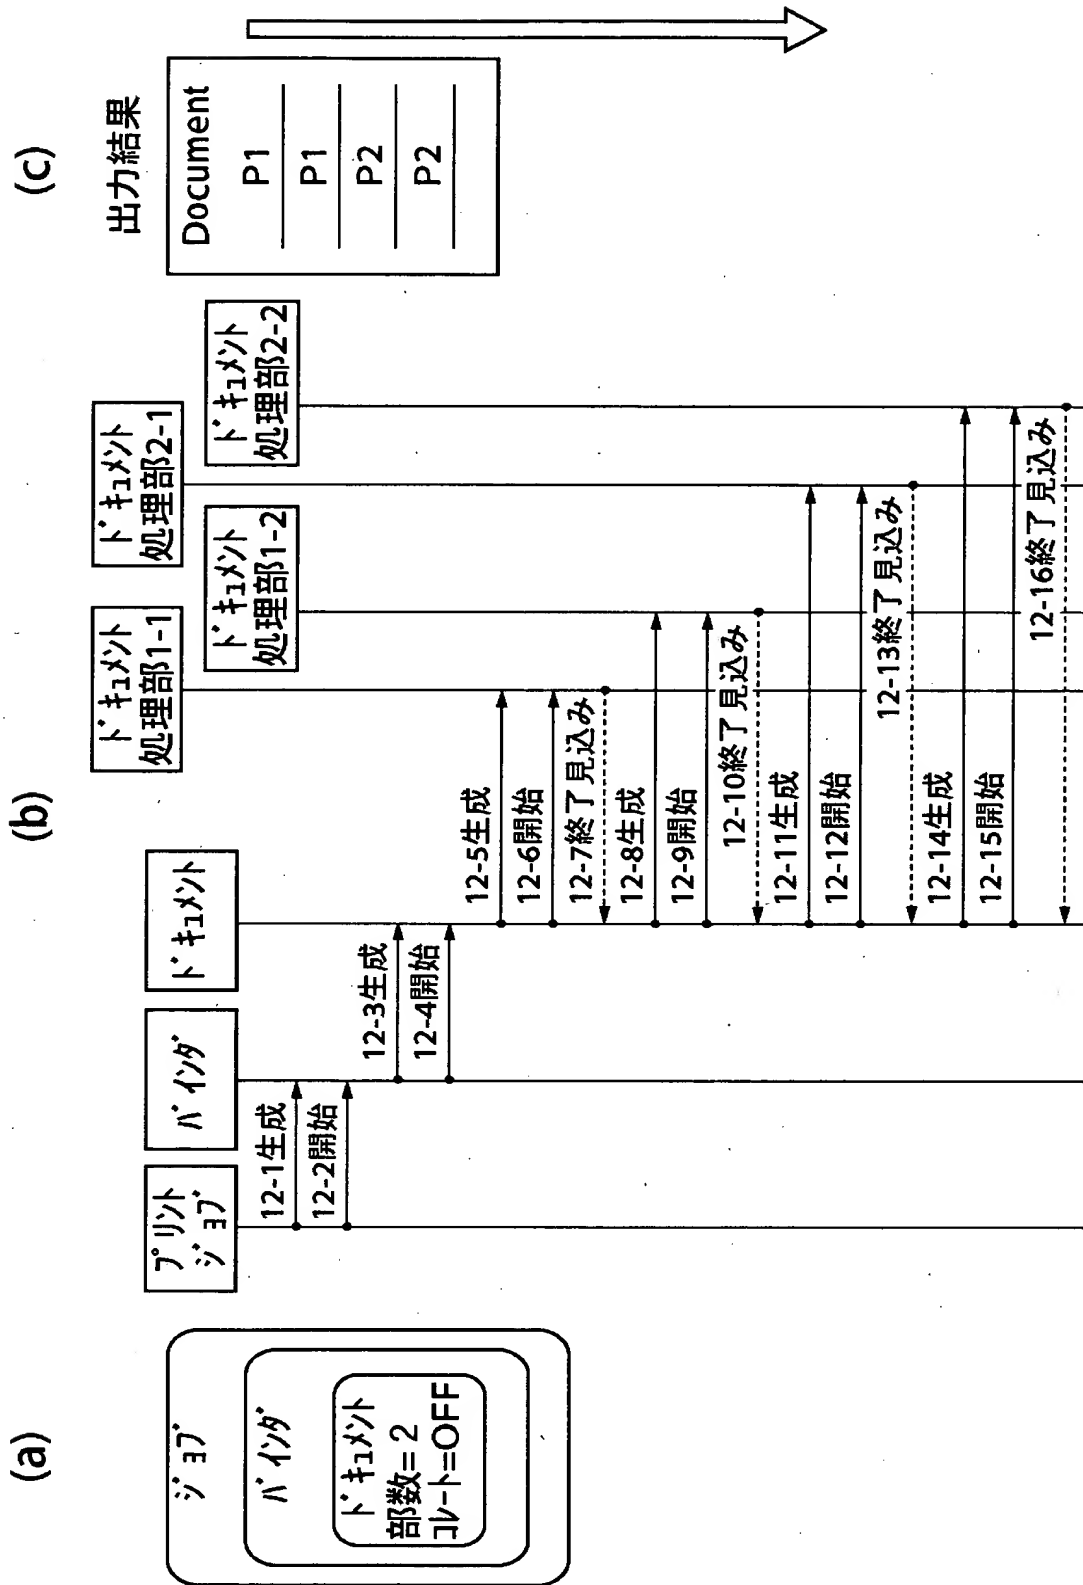 (a)
ジョブ
バインダ
ドキュメント
部数=2
コレート=OFF
(b)
プリント
ジョブ
バインダ
ドキュメント
ドキュメント
処理部1-1
ドキュメント
処理部1-2
ドキュメント
処理部2-1
ドキュメント
処理部2-2
12-1生成
12-2開始
12-3生成
12-4開始
12-5生成
12-6開始
12-7終了見込み
12-8生成
12-9開始
12-10終了見込み
12-11生成
12-12開始
12-13終了見込み
12-14生成
12-15開始
12-16終了見込み
(c)
出力結果
Document
P1
P1
P2
P2